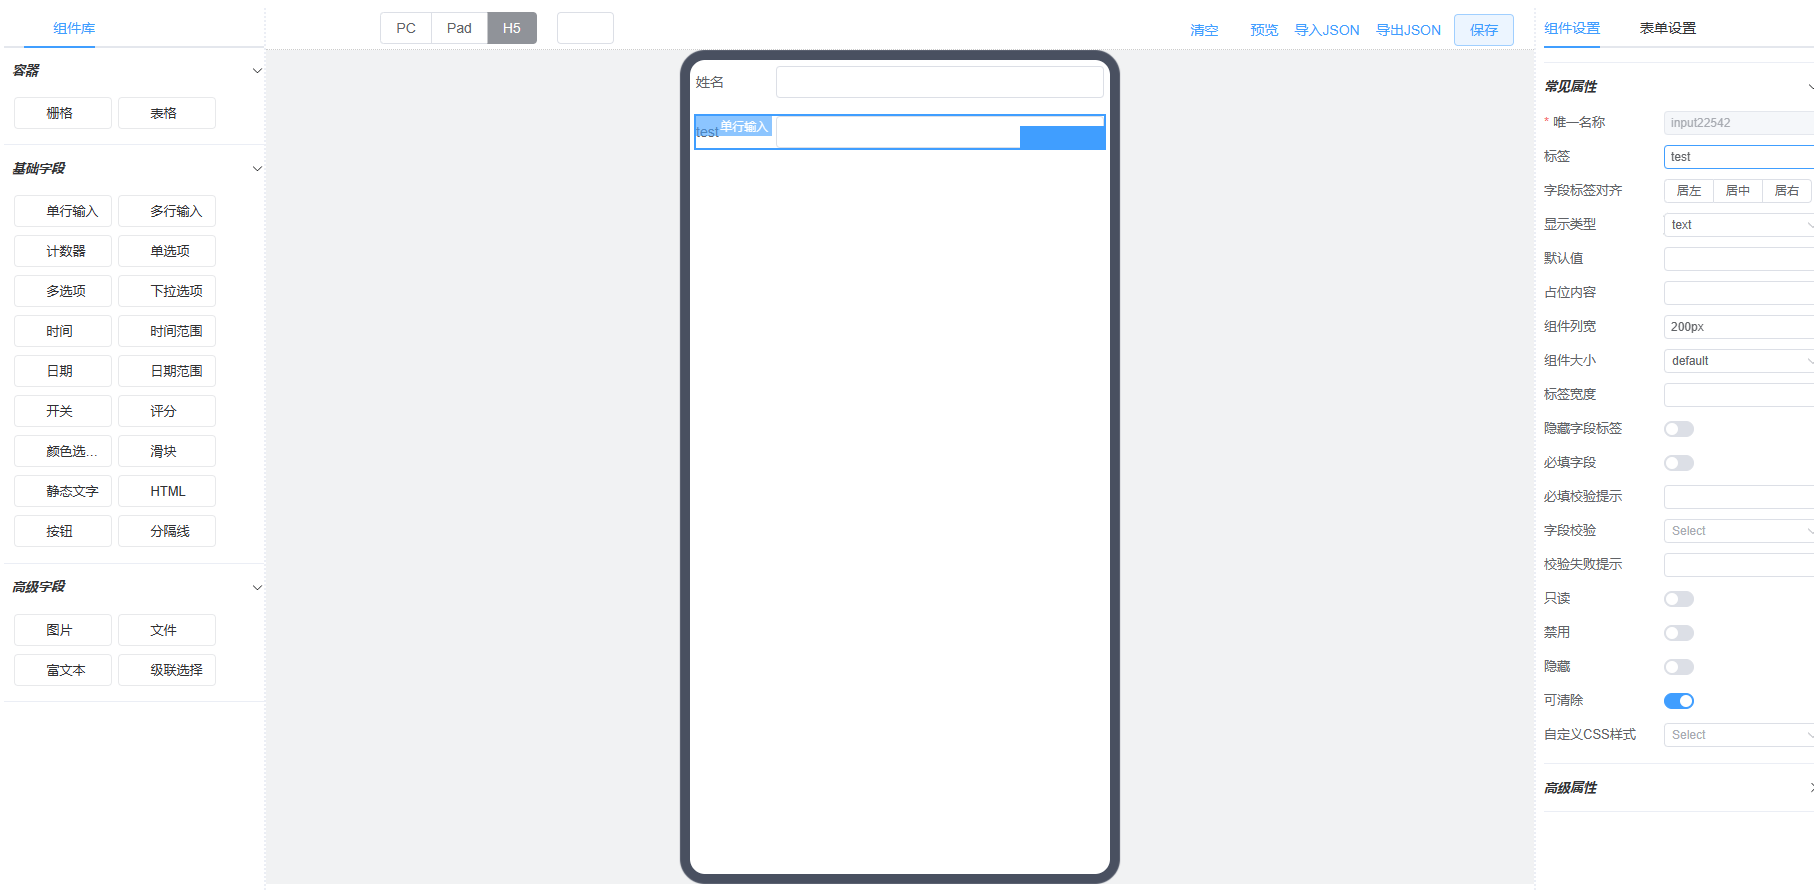 组件库
容器
栅格
表格
基础字段
单行输入
多行输入
计数器
单选项
多选项
下拉选项
时间
时间范围
日期
日期范围
开关
评分
颜色选...
滑块
静态文字
HTML
按钮
分隔线
高级字段
图片
文件
富文本
级联选择
PC
Pad
H5
清空
预览
导入JSON
导出JSON
保存
姓名
test
单行输入
组件设置
表单设置
常见属性
* 唯一名称
input22542
标签
test
字段标签对齐
居左
居中
居右
显示类型
text
默认值
占位内容
组件列宽
200px
组件大小
default
标签宽度
隐藏字段标签
必填字段
必填校验提示
字段校验
Select
校验失败提示
只读
禁用
隐藏
可清除
自定义CSS样式
Select
高级属性